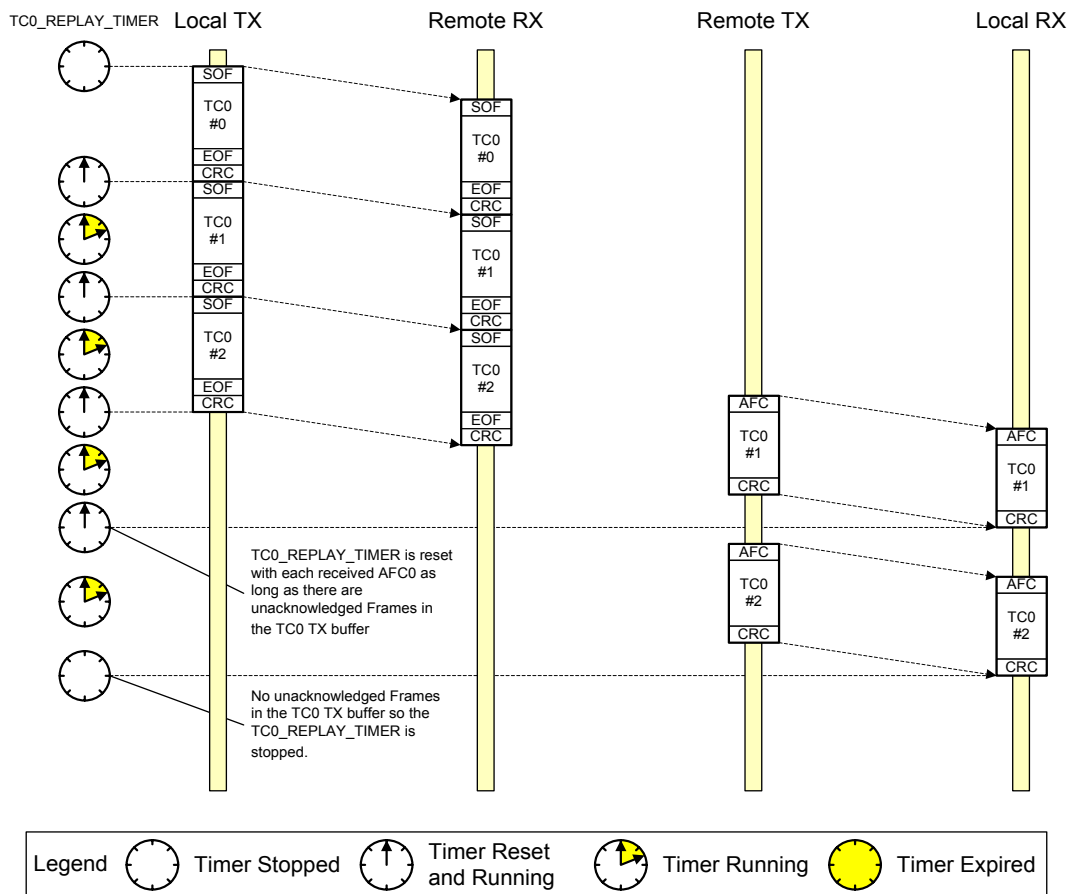 TC0_REPLAY_TIMER
Local TX
Remote RX
Remote TX
Local RX
SOF
TC0
#0
EOF
CRC
SOF
TC0
#1
EOF
CRC
SOF
TC0
#2
EOF
CRC
SOF
TC0
#0
EOF
CRC
SOF
TC0
#1
EOF
CRC
SOF
TC0
#2
EOF
CRC
AFC
TC0
#1
CRC
AFC
TC0
#2
CRC
AFC
TC0
#1
CRC
AFC
TC0
#2
CRC
TC0_REPLAY_TIMER is reset
with each received AFC0 as
long as there are
unacknowledged Frames in
the TC0 TX buffer
No unacknowledged Frames
in the TC0 TX buffer so the
TC0_REPLAY_TIMER is
stopped.
Legend
Timer Stopped
Timer Reset
and Running
Timer Running
Timer Expired